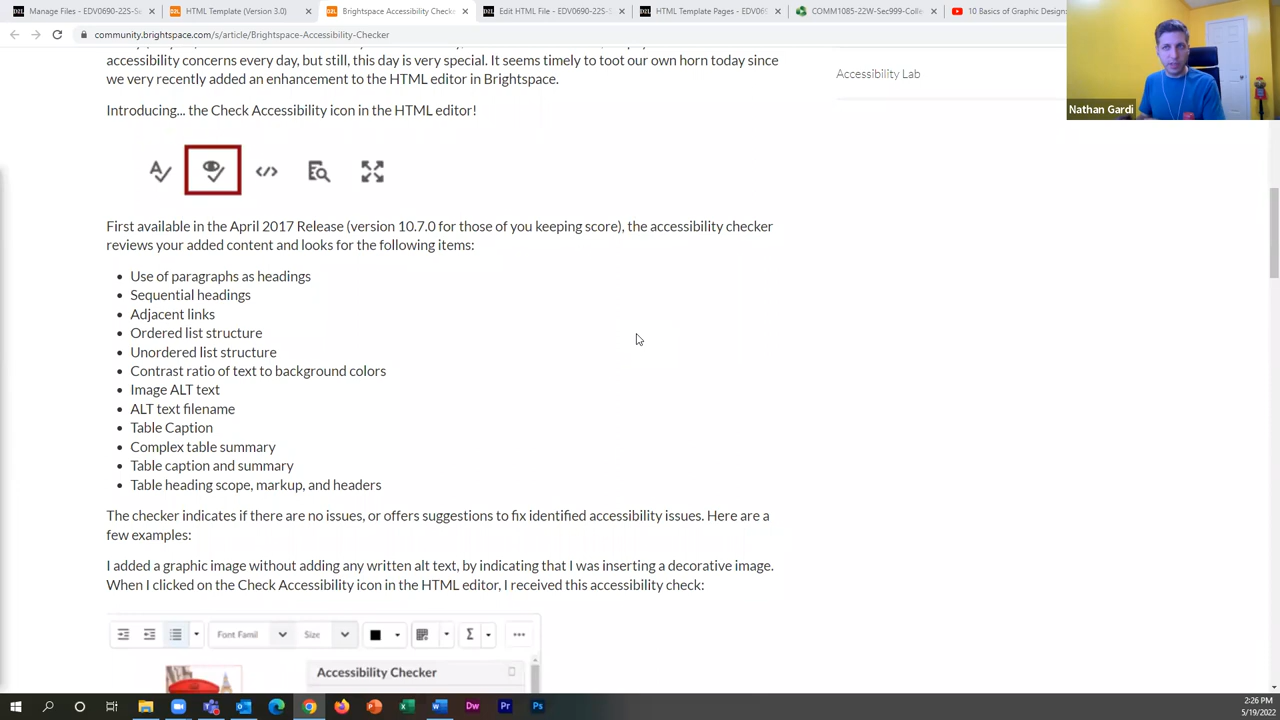 Manage Files - EDV0690-22S-Si
HTML Template (Version 3.0)
Brightspace Accessibility Checke
Edit HTML File - EDV0690-22S-S
HTML Template Pages - EDV069
COMM1085-22W-Sec999-Colle
10 Basics of Graphic Design
community.brightspace.com/s/article/Brightspace-Accessibility-Checker
accessibility concerns every day, but still, this day is very special. It seems timely to toot our own horn today since
we very recently added an enhancement to the HTML editor in Brightspace.
Accessibility Lab
Nathan Gardi
Introducing... the Check Accessibility icon in the HTML editor!
First available in the April 2017 Release (version 10.7.0 for those of you keeping score), the accessibility checker
reviews your added content and looks for the following items:
Use of paragraphs as headings
Sequential headings
Adjacent links
Ordered list structure
Unordered list structure
Contrast ratio of text to background colors
Image ALT text
ALT text filename
Table Caption
Complex table summary
Table caption and summary
Table heading scope, markup, and headers
The checker indicates if there are no issues, or offers suggestions to fix identified accessibility issues. Here are a
few examples:
I added a graphic image without adding any written alt text, by indicating that I was inserting a decorative image.
When I clicked on the Check Accessibility icon in the HTML editor, I received this accessibility check:
Font Famil Size
Accessibility Checker
2:26 PM
5/19/2022